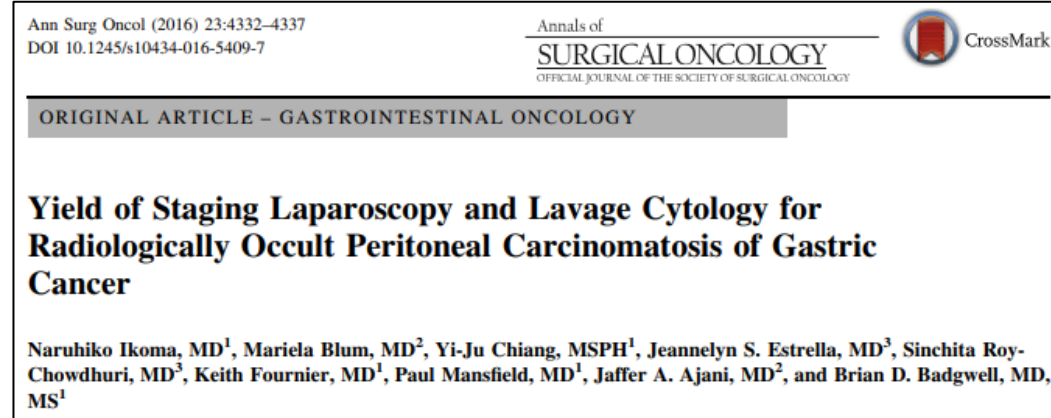 Ann Surg Oncol (2016) 23:4332–4337
DOI 10.1245/s10434-016-5409-7
Annals of
SURGICAL ONCOLOGY
OFFICIAL JOURNAL OF THE SOCIETY OF SURGICAL ONCOLOGY
CrossMark
ORIGINAL ARTICLE – GASTROINTESTINAL ONCOLOGY
Yield of Staging Laparoscopy and Lavage Cytology for
Radiologically Occult Peritoneal Carcinomatosis of Gastric
Cancer
Naruhiko Ikoma, MD1, Mariela Blum, MD2, Yi-Ju Chiang, MSPH1, Jeannelyn S. Estrella, MD3, Sinchita Roy-
Chowdhuri, MD3, Keith Fournier, MD1, Paul Mansfield, MD1, Jaffer A. Ajani, MD2, and Brian D. Badgwell, MD,
MS1